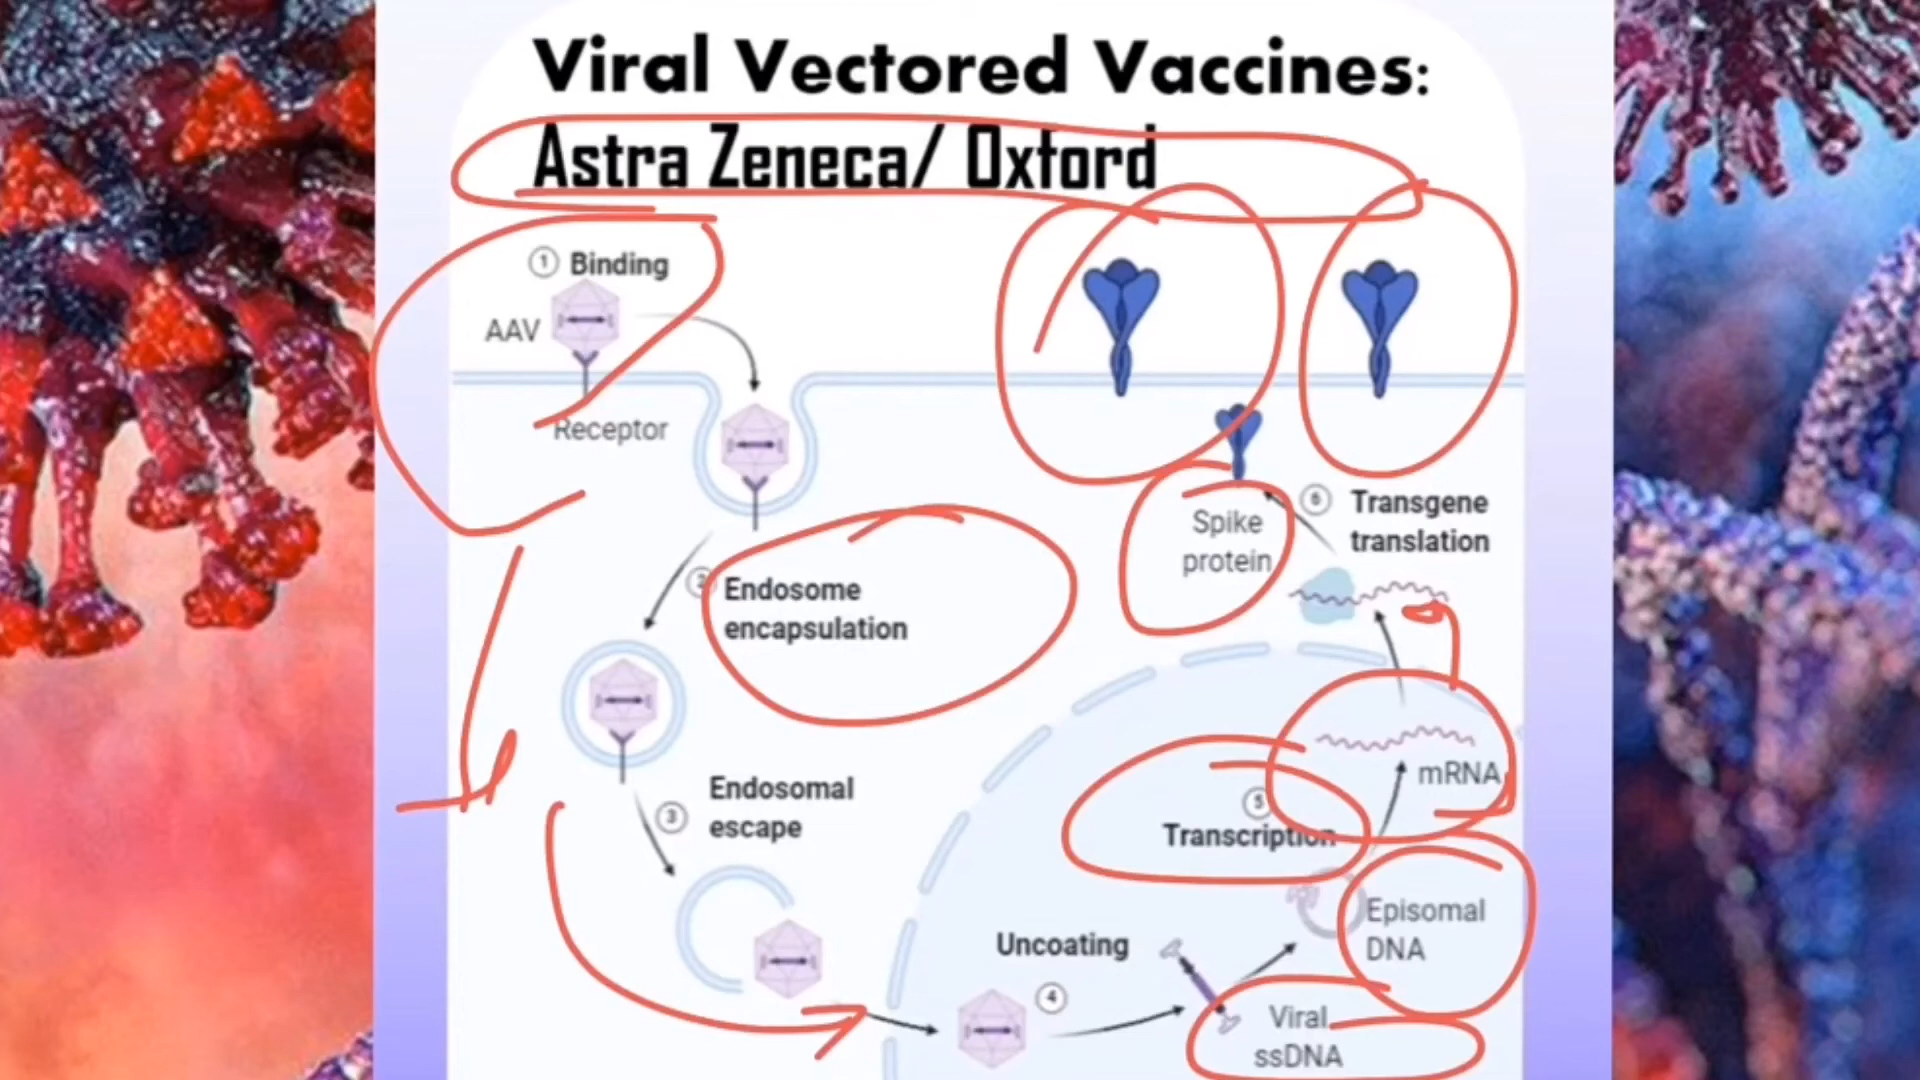 Viral Vectored Vaccines:
Astra Zeneca/ Oxford
1 Binding
AAV
Receptor
2 Endosome
encapsulation
3 Endosomal
escape
Uncoating
4
Viral
ssDNA
Episomal
DNA
5
Transcription
mRNA
6 Transgene
translation
Spike
protein